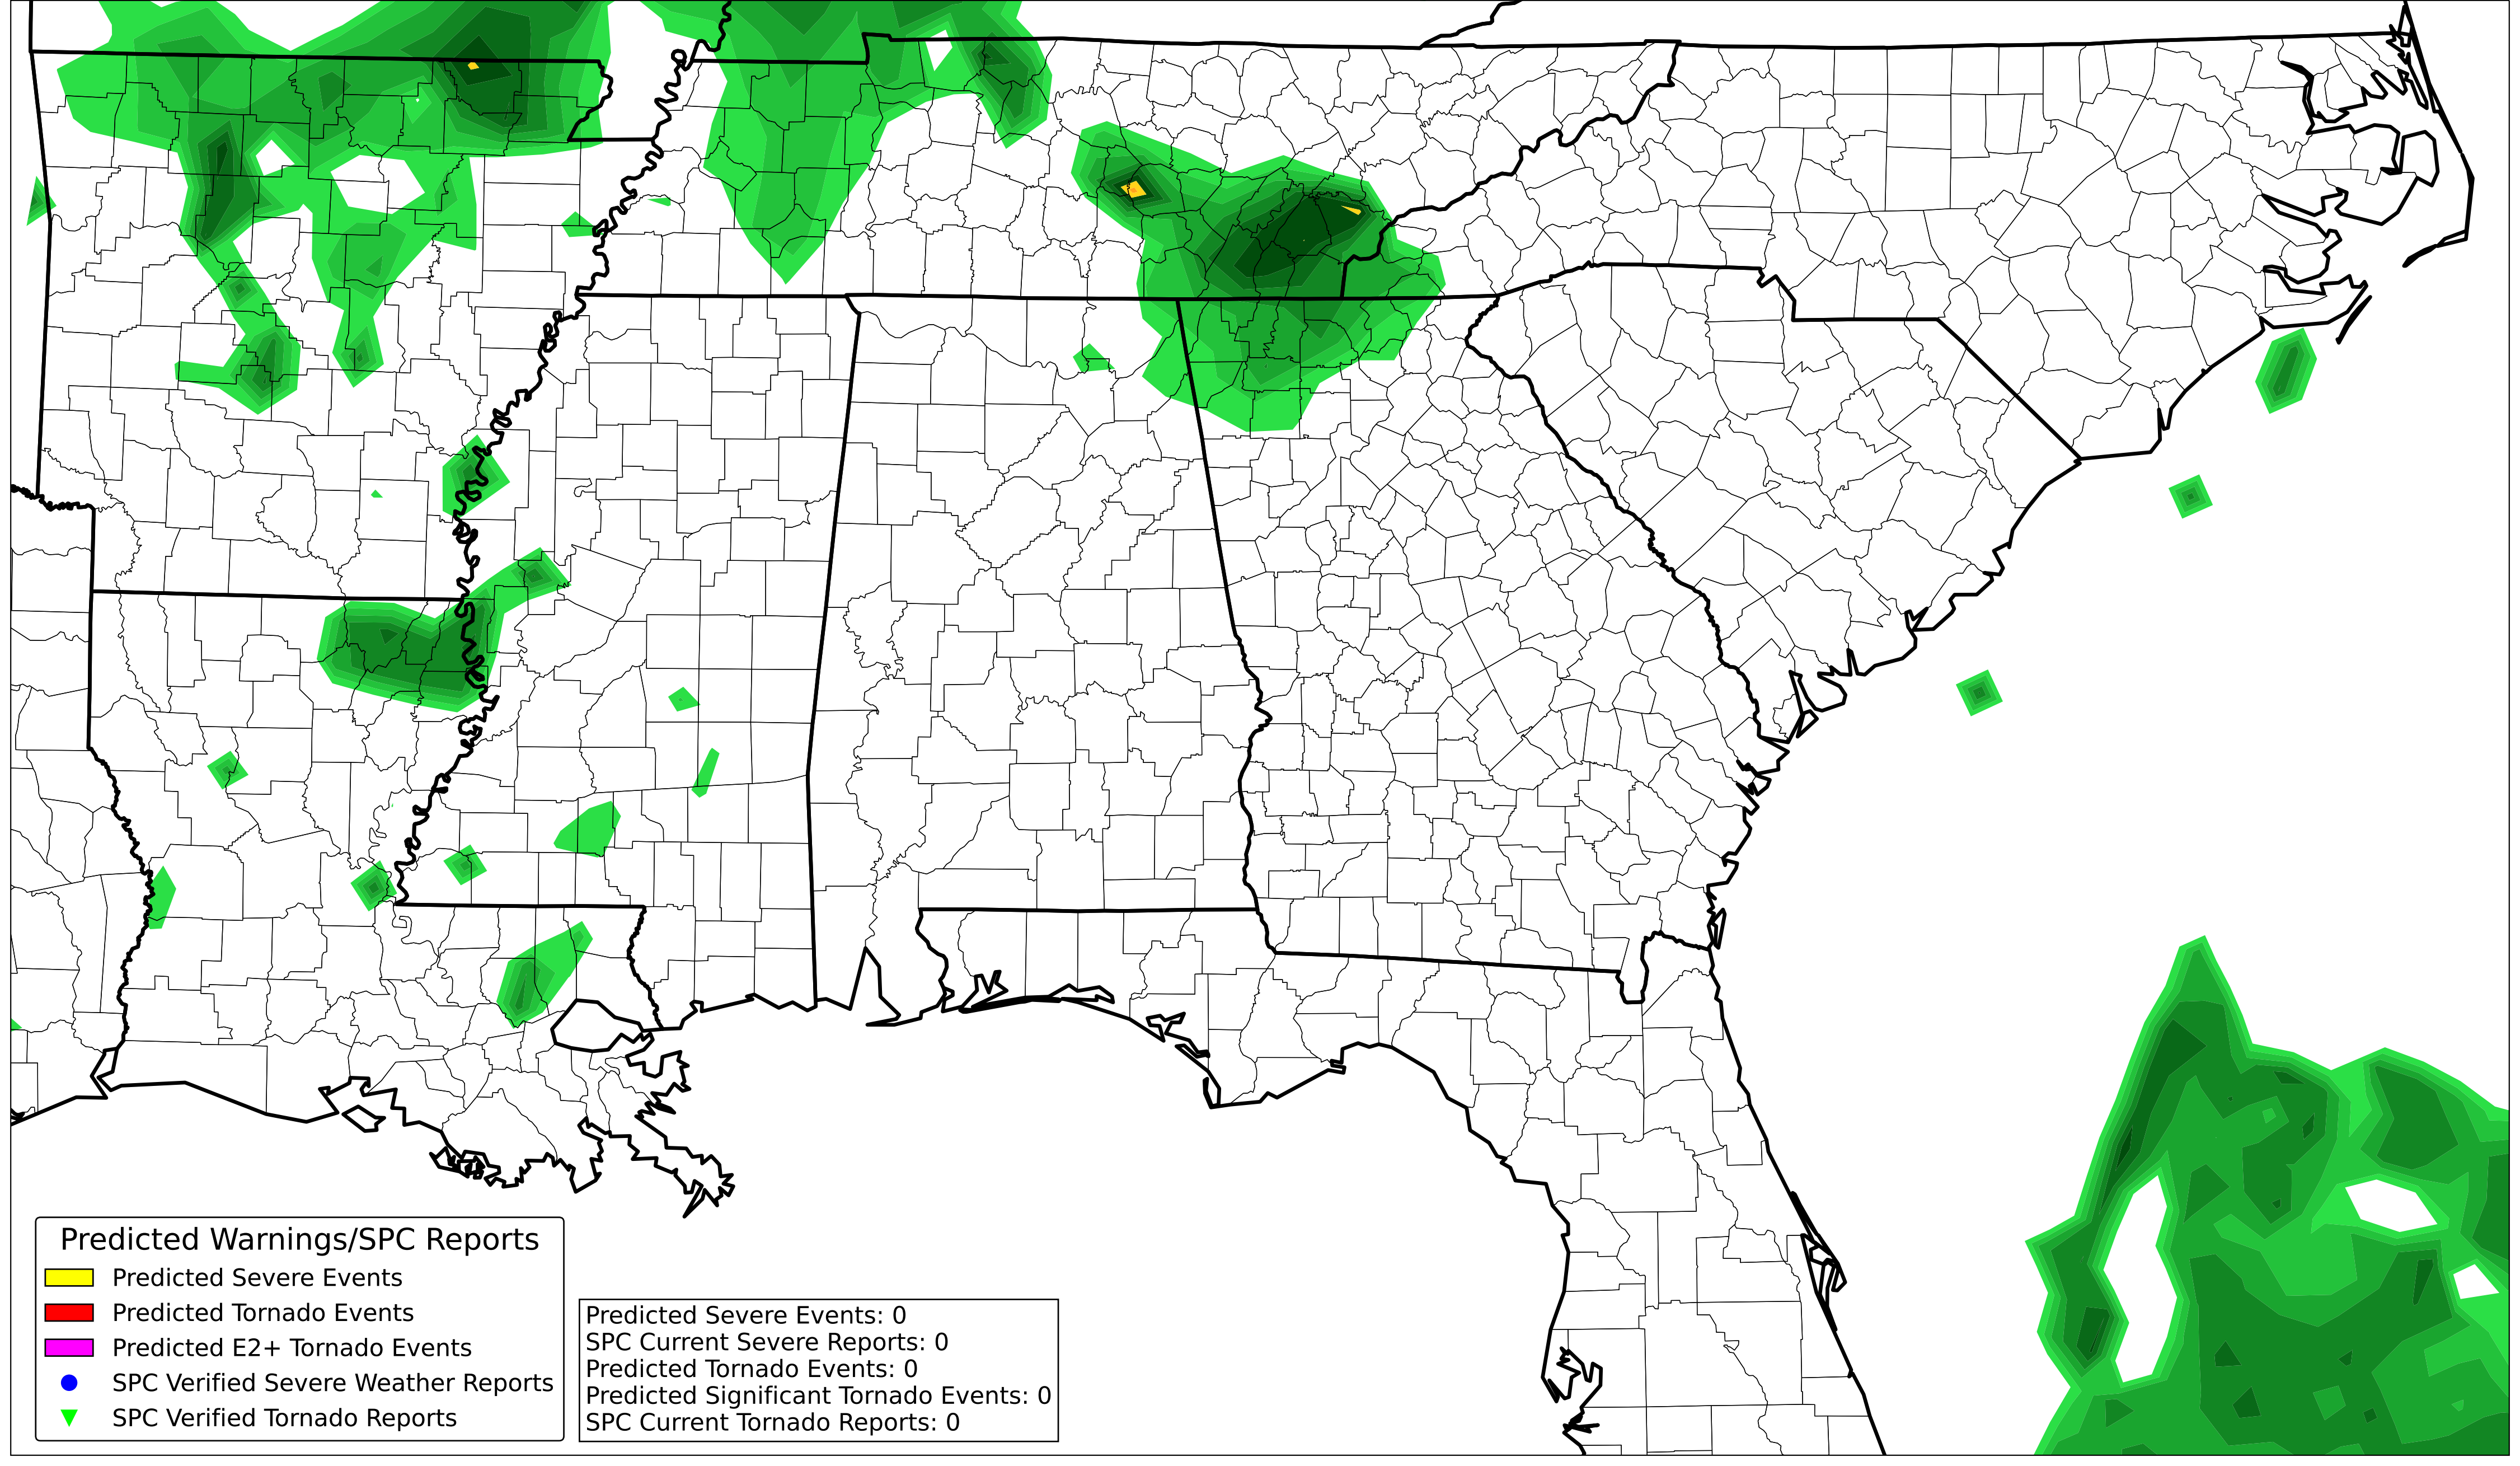 Predicted Warnings/SPC Reports
Predicted Severe Events
Predicted Tornado Events
Predicted E2+ Tornado Events
SPC Verified Severe Weather Reports
SPC Verified Tornado Reports
Predicted Severe Events: 0
SPC Current Severe Reports: 0
Predicted Tornado Events: 0
Predicted Significant Tornado Events: 0
SPC Current Tornado Reports: 0